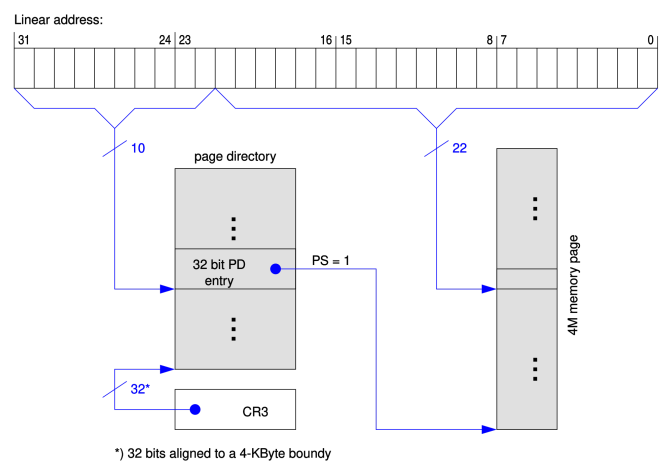 Linear address:
31 24 23 16 15 8 7 0
10
22
page directory
32 bit PD
entry
PS = 1
4M memory page
32*
CR3
*) 32 bits aligned to a 4-KByte boundy